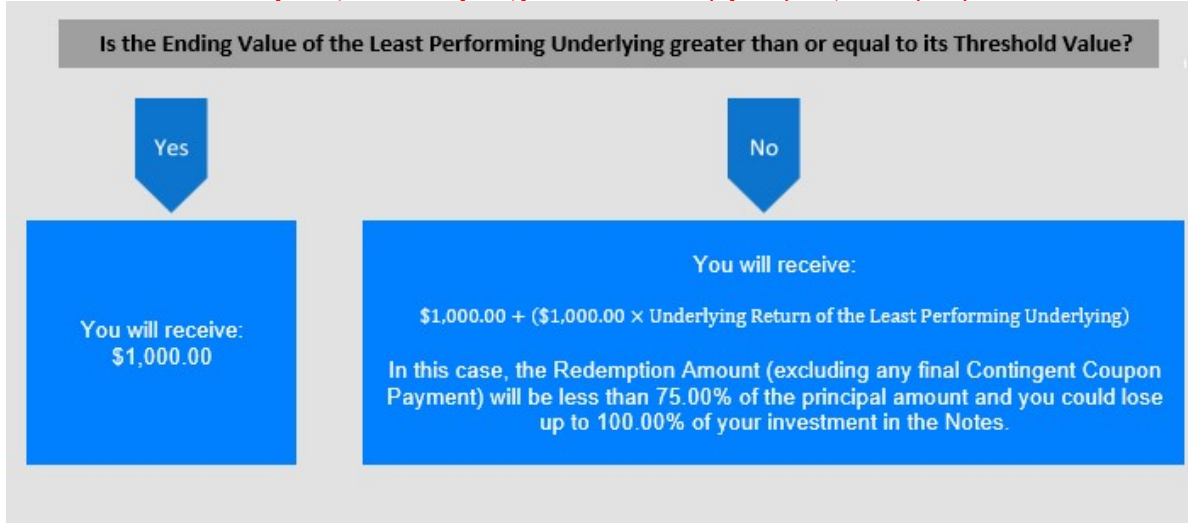 Is the Ending Value of the Least Performing Underlying greater than or equal to its Threshold Value?
Yes
No
You will receive:
$1,000.00
You will receive:
$1,000.00 + ($1,000.00 × Underlying Return of the Least Performing Underlying)
In this case, the Redemption Amount (excluding any final Contingent Coupon
Payment) will be less than 75.00% of the principal amount and you could lose
up to 100.00% of your investment in the Notes.